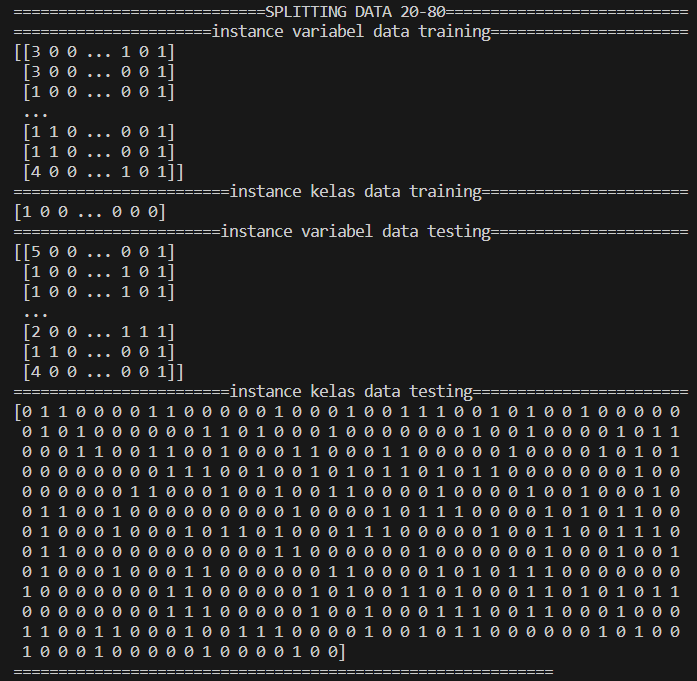 ============================SPLITTING DATA 20-80===========================
======================instance variabel data training======================
[[3 0 0 ... 1 0 1]
 [3 0 0 ... 0 0 1]
 [1 0 0 ... 0 0 1]
 ...
 [1 1 0 ... 0 0 1]
 [1 1 0 ... 0 0 1]
 [4 0 0 ... 1 0 1]]
========================instance kelas data training=======================
[1 0 0 ... 0 0 0]
=======================instance variabel data testing======================
[[5 0 0 ... 0 0 1]
 [1 0 0 ... 1 0 1]
 [1 0 0 ... 1 0 1]
 ...
 [2 0 0 ... 1 1 1]
 [1 1 0 ... 0 0 1]
 [4 0 0 ... 0 0 1]]
========================instance kelas data testing========================
[0 1 1 0 0 0 0 1 1 0 0 0 0 0 1 0 0 0 1 0 0 1 1 1 0 0 1 0 1 0 0 1 0 0 0 0 0
 0 1 0 1 0 0 0 0 0 0 1 1 0 1 0 0 0 1 0 0 0 0 0 0 0 1 0 0 1 0 0 0 0 1 0 1 1
 0 0 0 1 1 0 0 1 1 0 0 1 0 0 0 1 1 0 0 0 1 1 0 0 0 0 0 1 0 0 0 0 1 0 1 0 1
 0 0 0 0 0 0 0 0 1 1 1 0 0 1 0 0 1 0 1 1 0 1 0 1 1 0 0 0 0 0 0 0 1 0 0
 0 0 0 0 0 0 1 1 0 0 0 1 0 0 1 0 0 1 1 0 0 0 0 1 0 0 0 0 1 0 0 1 0 0 0 1 0
 0 1 1 0 0 1 0 0 0 0 0 0 0 0 1 0 0 0 0 1 0 1 1 1 0 0 0 0 1 0 1 0 1 1 0 0
 0 1 0 0 0 1 0 0 0 1 0 1 1 0 1 0 0 0 1 1 1 0 0 0 0 0 1 0 0 1 1 0 0 1 1 1 0
 0 1 1 0 0 0 0 0 0 0 0 0 0 0 1 1 0 0 0 0 0 0 1 0 0 0 0 0 0 1 0 0 0 1 0 0 1
 0 1 0 0 0 1 0 0 0 1 1 0 0 0 0 0 0 1 1 0 0 0 0 1 0 1 0 1 1 1 0 0 0 0 0 0 0
 1 0 0 0 0 0 0 0 1 1 0 0 0 0 0 0 1 0 1 0 0 1 1 0 1 0 0 0 1 1 0 1 0 1 0 1 1
 0 0 0 0 0 0 0 0 1 1 1 0 0 0 0 0 1 0 0 1 0 0 0 1 1 1 0 0 1 1 0 0 0 1 0 0 0
 1 1 0 0 1 1 0 0 0 1 0 0 1 1 1 0 0 0 0 1 0 0 1 0 1 1 0 0 0 0 0 0 1 0 1 0 0
 1 0 0 0 1 0 0 0 0 0 1 0 0 0 0 1 0 0]
============================================================